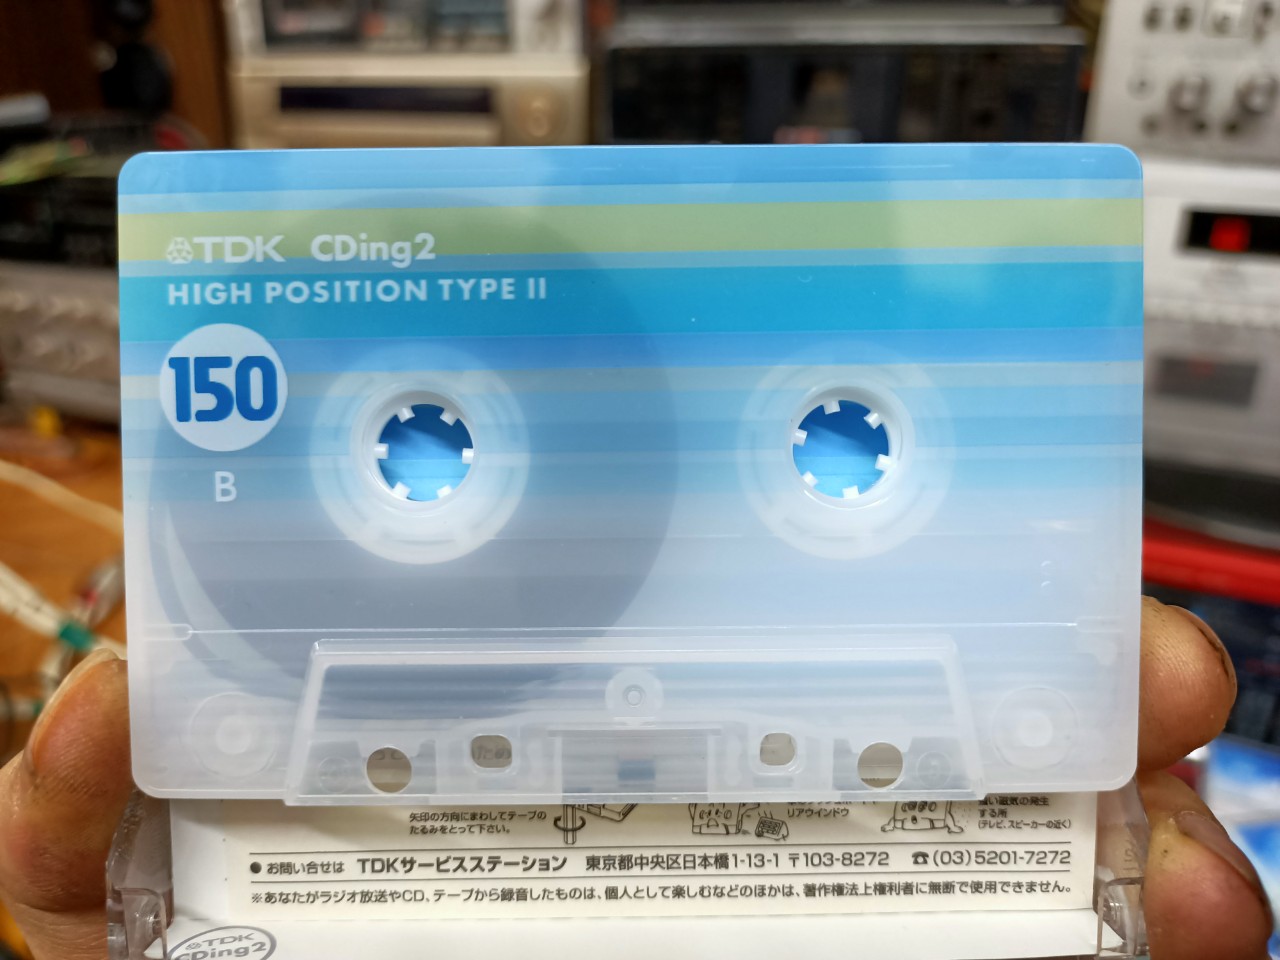 TDK CDing2
HIGH POSITION TYPE II
150
B
ため
矢印の方向にまわしてテープの
たるみをとって下さい。
リアウインドウ
強い磁気の発生
する所
(テレビ、スピーカーの近く)
●お問い合せは TDKサービスステーション 東京都中央区日本橋1-13-1 〒103-8272 ☎(03)5201-7272
※あなたがラジオ放送やCD、テープから録音したものは、個人として楽しむなどのほかは、著作権法上権利者に無断で使用できません。
TDK
CDing2